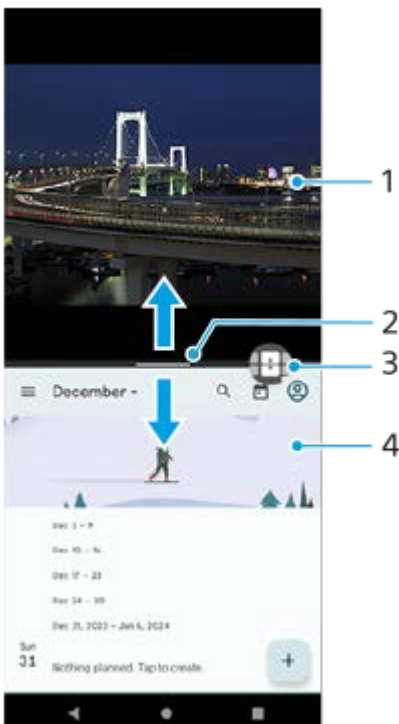 1
2
3
December
4
Dec 3 – 9
Dec 10 – 16
Dec 17 – 23
Dec 24 – 30
Dec 31, 2023 – Jan 6, 2024
Sun
31
Nothing planned. Tap to create.